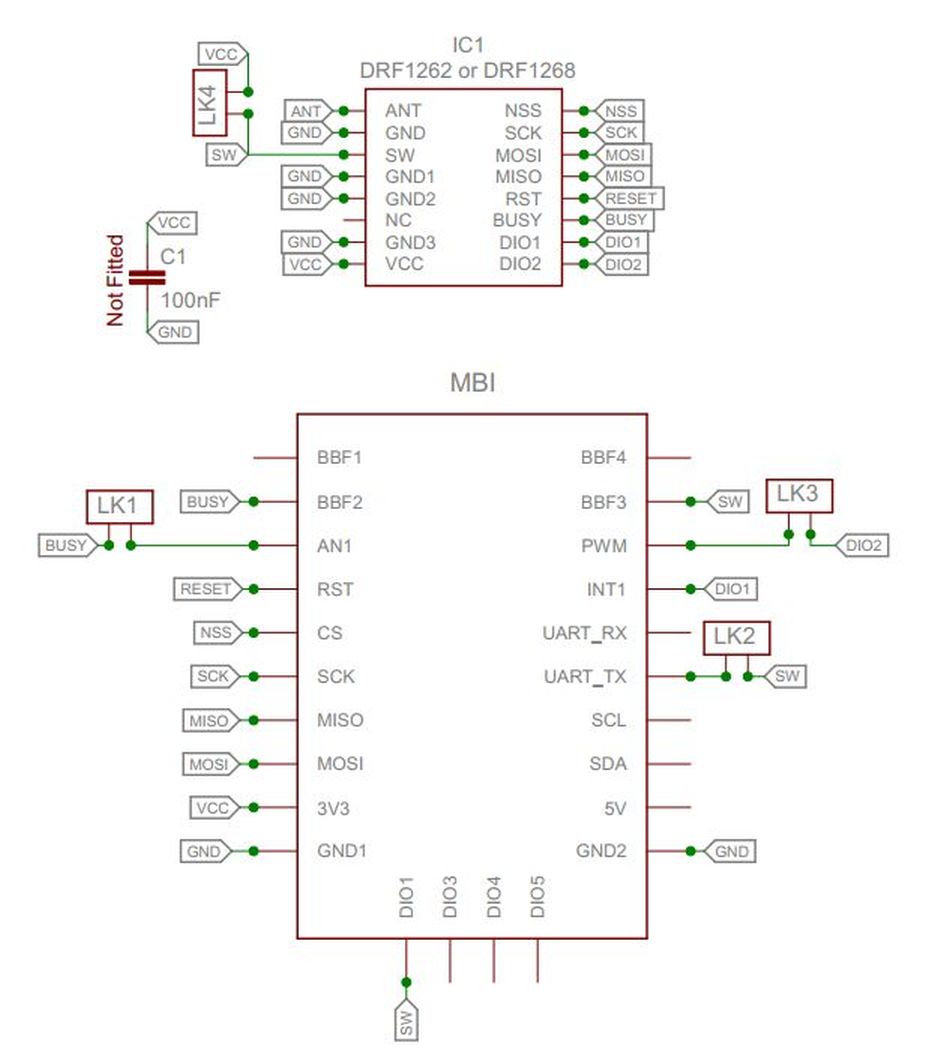 IC1
DRF1262 or DRF1268
VCC
LK4
SW
ANT
GND
GND
GND
GND
VCC
ANT
GND
SW
GND1
GND2
NC
GND3
VCC
NSS
SCK
MOSI
MISO
RST
BUSY
DIO1
DIO2
NSS
SCK
MOSI
MISO
RESET
BUSY
DIO1
DIO2
VCC
Not Fitted
C1
100nF
GND
MBI
LK1
BUSY
BUSY
RESET
NSS
SCK
MISO
MOSI
VCC
GND
BBF1
BBF2
AN1
RST
CS
SCK
MISO
MOSI
3V3
GND1
BBF4
BBF3
PWM
INT1
UART_RX
UART_TX
SCL
SDA
5V
GND2
SW
LK3
DIO2
DIO1
LK2
SW
GND
DIO1
DIO3
DIO4
DIO5
SW